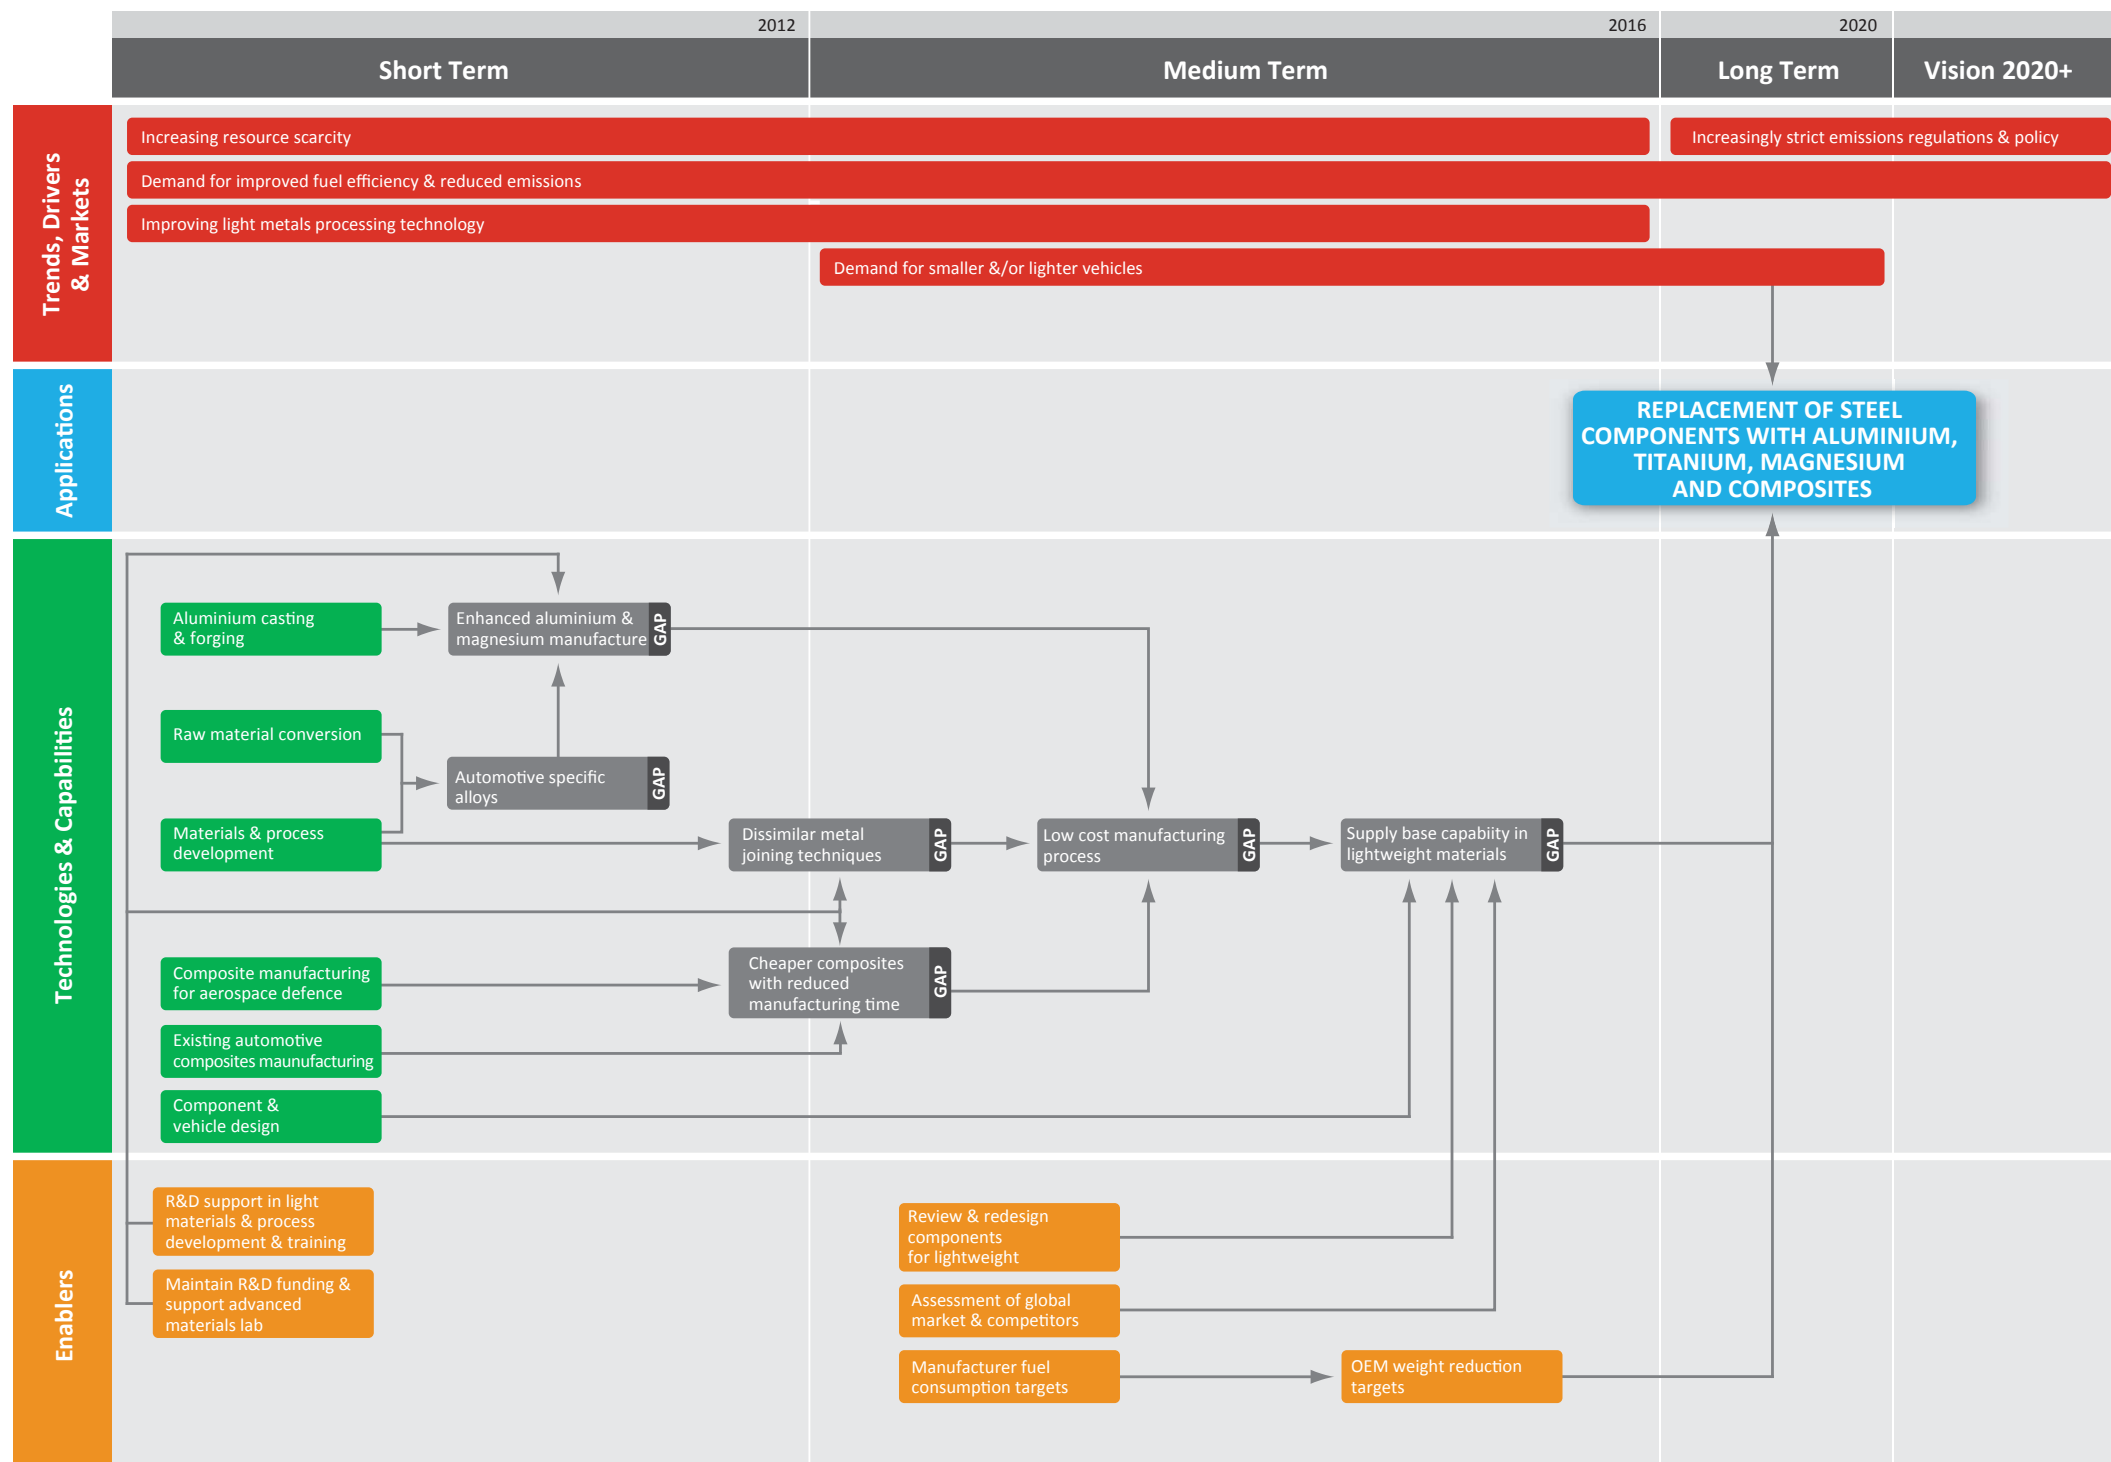 2012
2016
2020
Short Term
Medium Term
Long Term
Vision 2020+
Trends, Drivers
& Markets
Increasing resource scarcity
Increasingly strict emissions regulations & policy
Demand for improved fuel efficiency & reduced emissions
Improving light metals processing technology
Demand for smaller &/or lighter vehicles
Applications
REPLACEMENT OF STEEL
COMPONENTS WITH ALUMINIUM,
TITANIUM, MAGNESIUM
AND COMPOSITES
Technologies & Capabilities
Aluminium casting
& forging
Enhanced aluminium &
magnesium manufacture
GAP
Raw material conversion
Automotive specific
alloys
GAP
Materials & process
development
Dissimilar metal
joining techniques
GAP
Low cost manufacturing
process
GAP
Supply base capabiity in
lightweight materials
GAP
Composite manufacturing
for aerospace defence
Cheaper composites
with reduced
manufacturing time
GAP
Existing automotive
composites maunufacturing
Component &
vehicle design
Enablers
R&D support in light
materials & process
development & training
Maintain R&D funding &
support advanced
materials lab
Review & redesign
components
for lightweight
Assessment of global
market & competitors
Manufacturer fuel
consumption targets
OEM weight reduction
targets